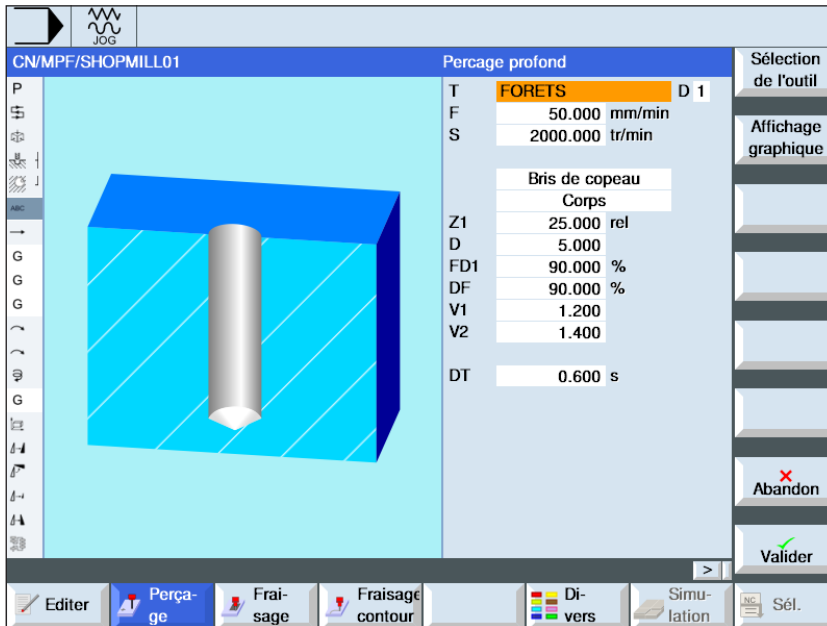 JOG
CN/MPF/SHOPMILL01
Percage profond
Sélection
de l'outil
T FORETS D 1
F 50.000 mm/min
S 2000.000 tr/min
Affichage
graphique
Bris de copeau
Corps
Z1 25.000 rel
D 5.000
FD1 90.000 %
DF 90.000 %
V1 1.200
V2 1.400
DT 0.600 s
P
ABC
G
G
G
G
Abandon
Valider
>
Editer
Perça-
ge
Frai-
sage
Fraisage
contour
Di-
vers
Simu-
lation
NC
Sél.